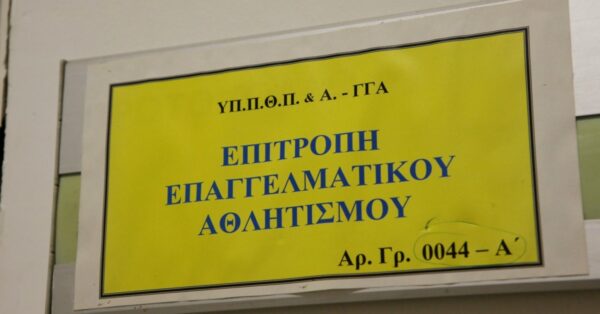 ΥΠ.Π.Θ.Π. & Α. - ΓΓΑ
ΕΠΙΤΡΟΠΗ
ΕΠΑΓΓΕΛΜΑΤΙΚΟΥ
ΑΘΛΗΤΙΣΜΟΥ
Αρ. Γρ. 0044 – Α΄